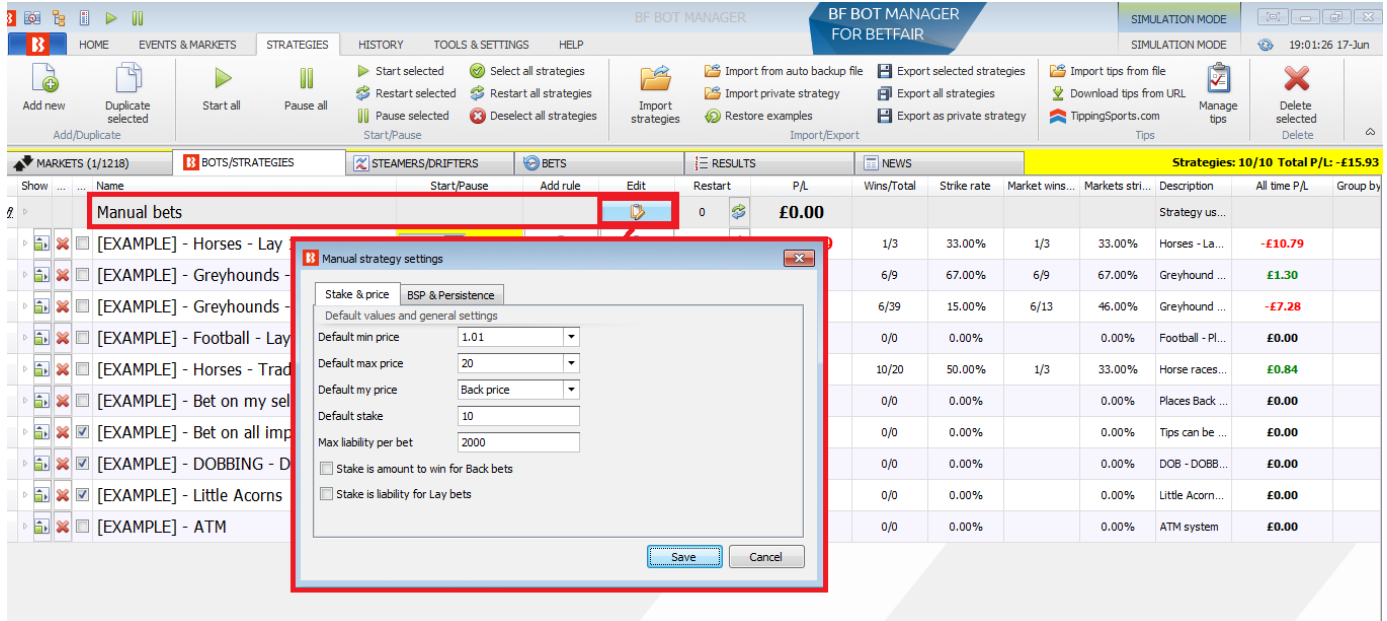 BF BOT MANAGER
BF BOT MANAGER
FOR BETFAIR
SIMULATION MODE
HOME EVENTS & MARKETS STRATEGIES HISTORY TOOLS & SETTINGS HELP
SIMULATION MODE 19:01:26 17-Jun
Add new
Duplicate selected
Add/Duplicate
Start all
Pause all
Start selected
Restart selected
Pause selected
Select all strategies
Restart all strategies
Deselect all strategies
Start/Pause
Import strategies
Import from auto backup file
Import private strategy
Restore examples
Export selected strategies
Export all strategies
Export as private strategy
Import/Export
Import tips from file
Download tips from URL
TippingSports.com
Manage tips
Tips
Delete selected
Delete
MARKETS (1/1218) BOTS/STRATEGIES STEAMERS/DRIFTERS BETS RESULTS NEWS Strategies: 10/10 Total P/L: -£15.93
Show ... ... Name Start/Pause Add rule Edit Restart P/L Wins/Total Strike rate Market wins... Markets stri... Description All time P/L Group by
Manual bets 0 £0.00 Strategy us...
[EXAMPLE] - Horses - Lay 1/3 33.00% 1/3 33.00% Horses - La... -£10.79
[EXAMPLE] - Greyhounds - 6/9 67.00% 6/9 67.00% Greyhound ... £1.30
[EXAMPLE] - Greyhounds - 6/39 15.00% 6/13 46.00% Greyhound ... -£7.28
[EXAMPLE] - Football - Lay 0/0 0.00% 0.00% Football - Pl... £0.00
[EXAMPLE] - Horses - Trad 10/20 50.00% 1/3 33.00% Horse races... £0.84
[EXAMPLE] - Bet on my sel 0/0 0.00% 0.00% Places Back ... £0.00
[EXAMPLE] - Bet on all imp 0/0 0.00% 0.00% Tips can be ... £0.00
[EXAMPLE] - DOBBING - D 0/0 0.00% 0.00% DOB - DOBB... £0.00
[EXAMPLE] - Little Acorns 0/0 0.00% 0.00% Little Acorn... £0.00
[EXAMPLE] - ATM 0/0 0.00% 0.00% ATM system £0.00
Manual strategy settings
Stake & price BSP & Persistence
Default values and general settings
Default min price 1.01
Default max price 20
Default my price Back price
Default stake 10
Max liability per bet 2000
Stake is amount to win for Back bets
Stake is liability for Lay bets
Save Cancel